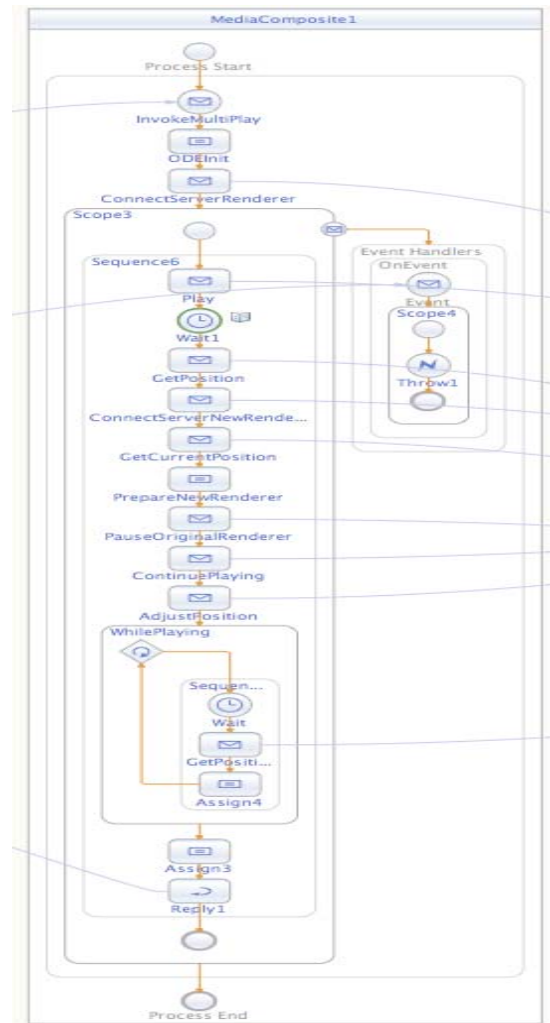 MediaComposite1
Process Start
InvokeMultiPlay
ODEInit
ConnectServerRenderer
Scope3
Sequence6
Play
Wait1
GetPosition
ConnectServerNewRende...
GetCurrentPosition
PrepareNewRenderer
PauseOriginalRenderer
ContinuePlaying
AdjustPosition
WhilePlaying
Sequen...
Wait
GetPositi...
Assign4
Assign3
Reply1
Event Handlers
OnEvent
Event
Scope4
Throw1
Process End